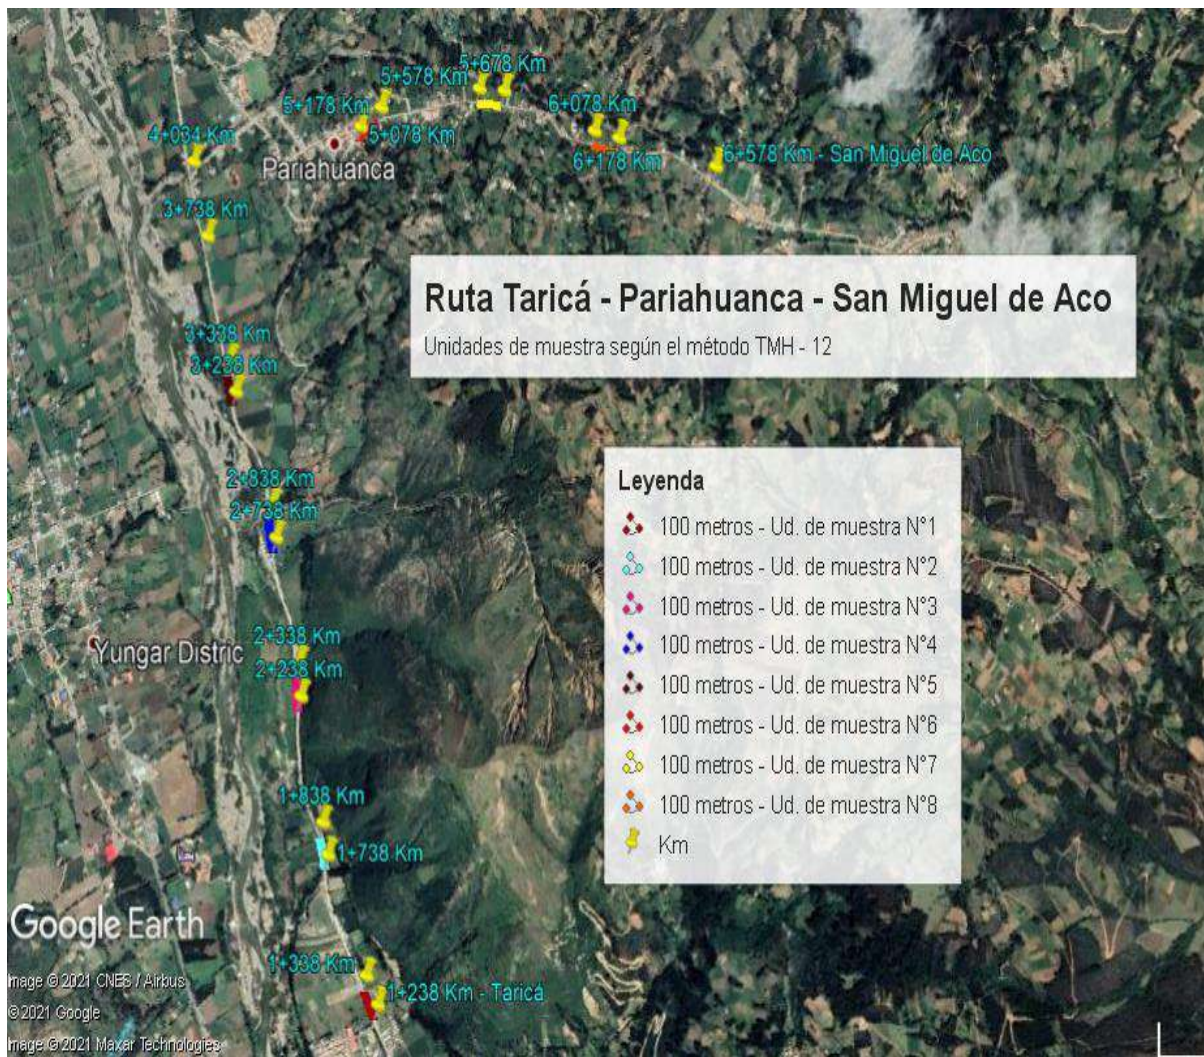 5+678 Km
5+578 Km
5+178 Km
6+078 Km
4+034 Km
5+078 Km
6+178 Km
6+578 Km - San Miguel de Aco
Pariahuanca
3+738 Km
Ruta Taricá - Pariahuanca - San Miguel de Aco
Unidades de muestra según el método TMH - 12
3+338 Km
3+238 Km
Leyenda
100 metros - Ud. de muestra N°1
100 metros - Ud. de muestra N°2
100 metros - Ud. de muestra N°3
100 metros - Ud. de muestra N°4
100 metros - Ud. de muestra N°5
100 metros - Ud. de muestra N°6
100 metros - Ud. de muestra N°7
100 metros - Ud. de muestra N°8
Km
2+838 Km
2+738 Km
Yungar Distric
2+338 Km
2+238 Km
1+838 Km
1+738 Km
Google Earth
1+338 Km
1+238 Km - Taricá
Image © 2021 CNES / Airbus
© 2021 Google
Image © 2021 Maxar Technologies